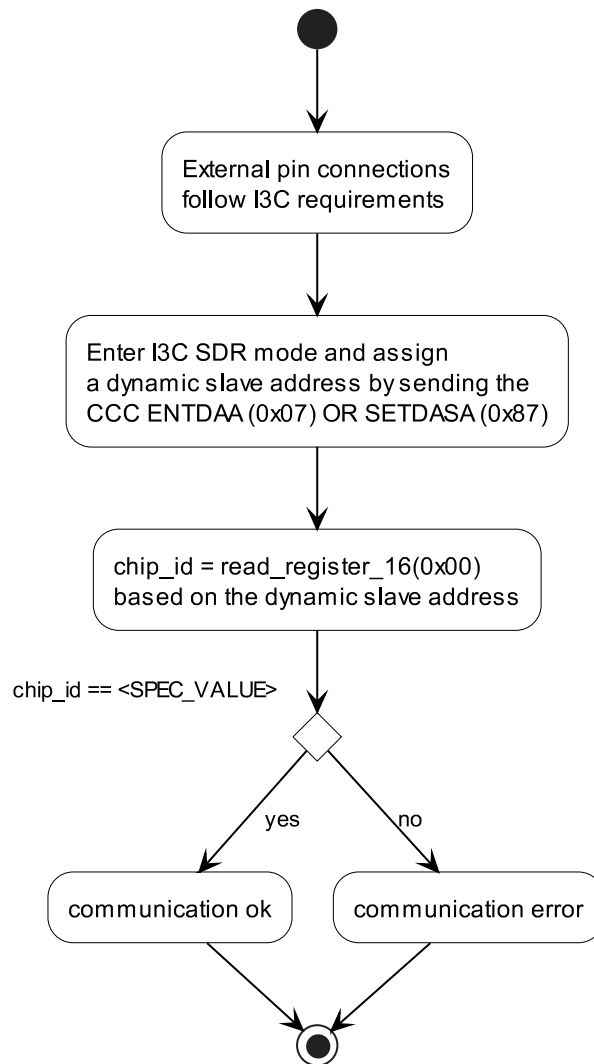 External pin connections
follow I3C requirements
Enter I3C SDR mode and assign
a dynamic slave address by sending the
CCC ENTDAA (0x07) OR SETDASA (0x87)
chip_id = read_register_16(0x00)
based on the dynamic slave address
chip_id == <SPEC_VALUE>
yes
no
communication ok
communication error